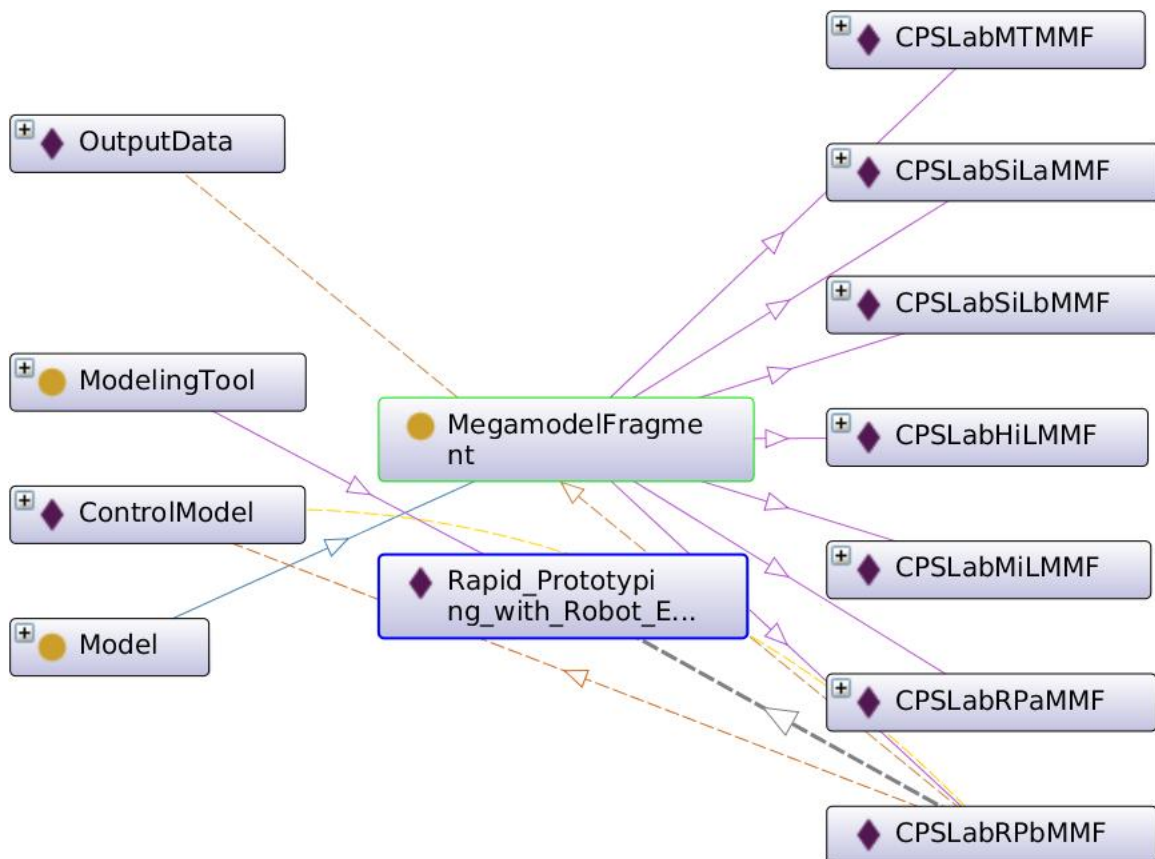 OutputData
ModelingTool
ControlModel
Model
MegamodelFragme
nt
Rapid_Prototypi
ng_with_Robot_E...
CPSLabMTMMF
CPSLabSiLaMMF
CPSLabSiLbMMF
CPSLabHiLMMF
CPSLabMiLMMF
CPSLabRPaMMF
CPSLabRPbMMF